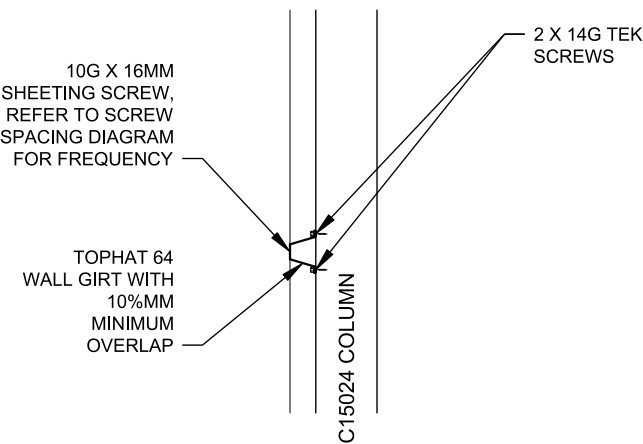 10G X 16MM
SHEETING SCREW,
REFER TO SCREW
SPACING DIAGRAM
FOR FREQUENCY
2 X 14G TEK
SCREWS
TOPHAT 64
WALL GIRT WITH
10%MM
MINIMUM
OVERLAP
C15024 COLUMN